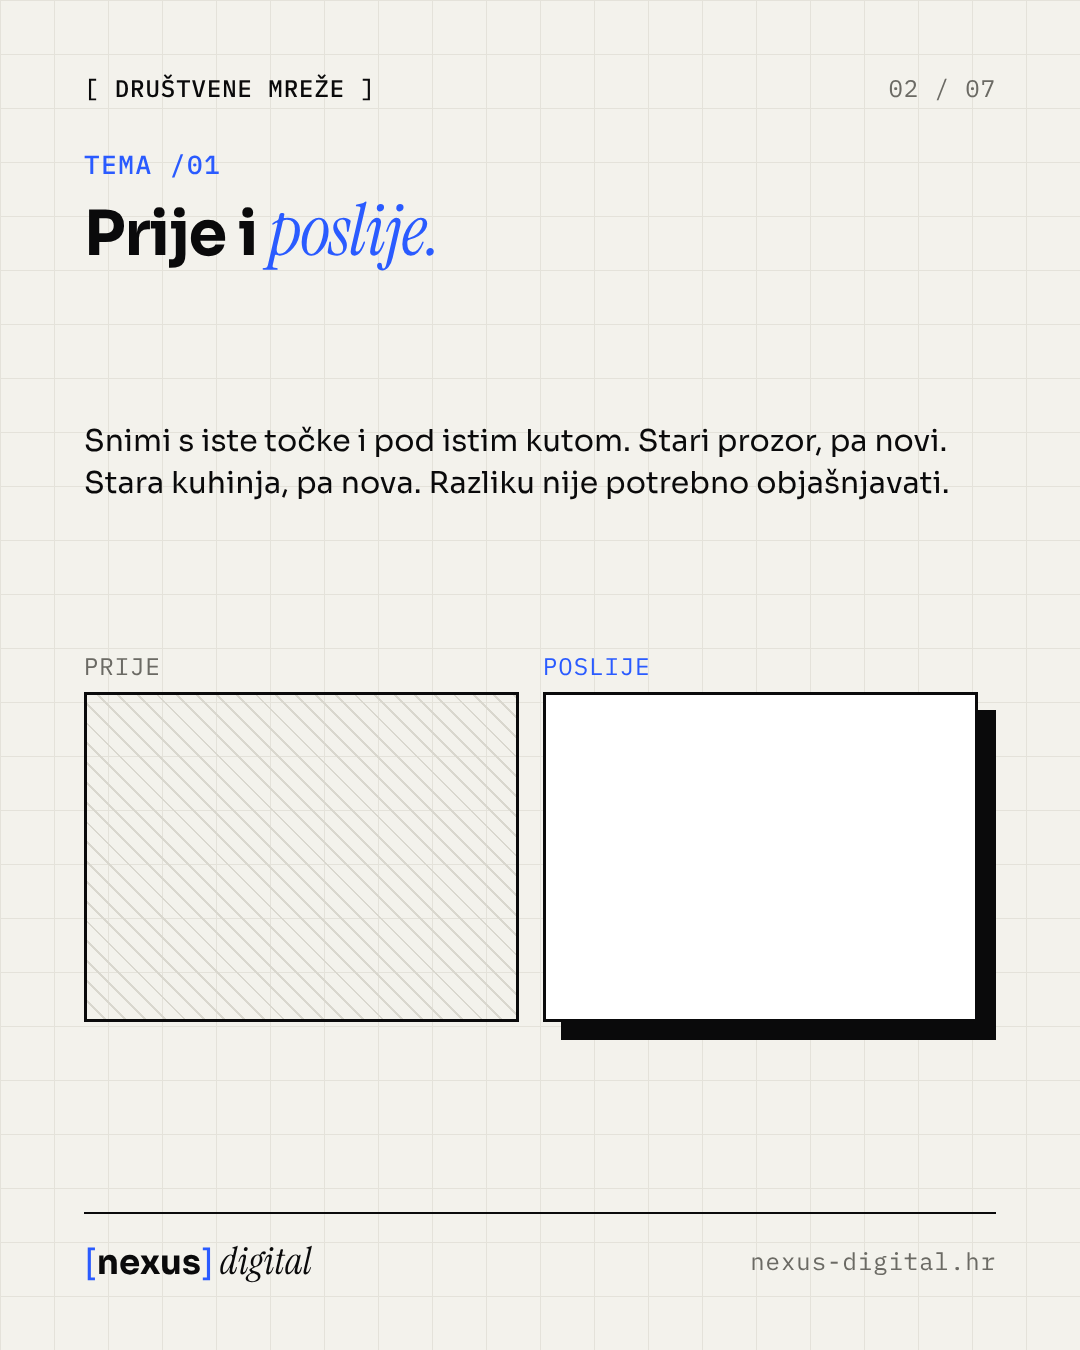 [ DRUŠTVENE MREŽE ]
02 / 07
TEMA /01
Prije i poslije.
Snimi s iste točke i pod istim kutom. Stari prozor, pa novi.
Stara kuhinja, pa nova. Razliku nije potrebno objašnjavati.
PRIJE
POSLIJE
[nexus] digital
nexus-digital.hr